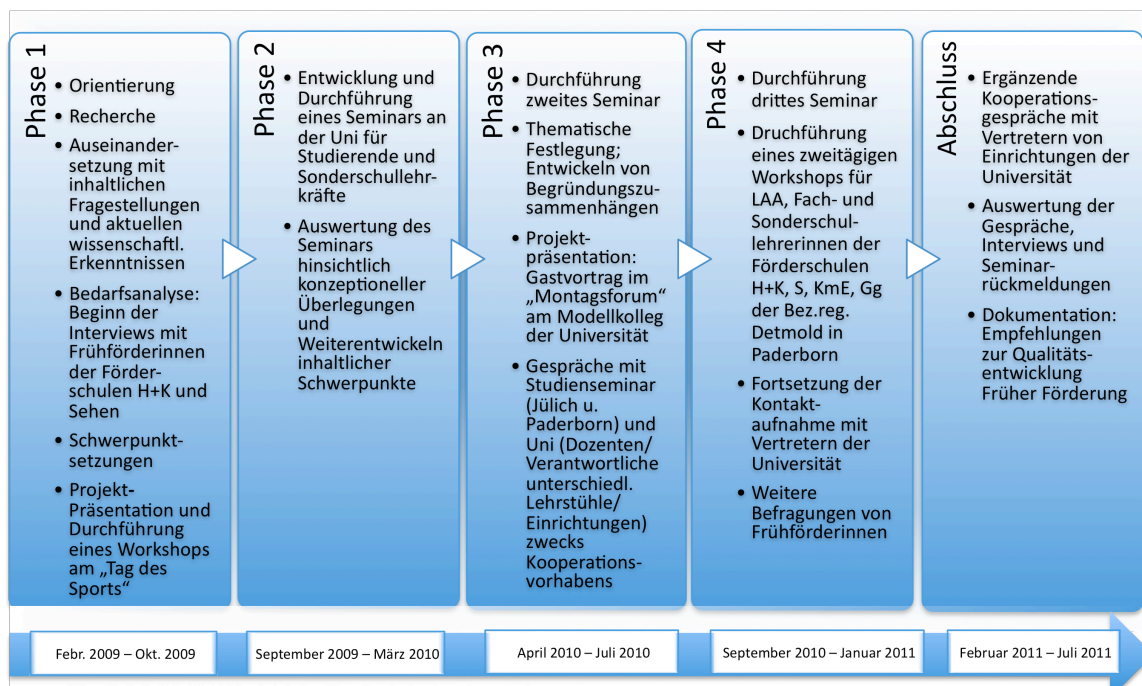 Phase 1
• Orientierung
• Recherche
• Auseinander-
setzung mit
inhaltlichen
Fragestellungen
und aktuellen
wissenschaftl.
Erkenntnissen
• Bedarfsanalyse:
Beginn der
Interviews mit
Frühförderinnen
der Förder-
schulen H+K und
Sehen
• Schwerpunkt-
setzungen
• Projekt-
Präsentation und
Durchführung
eines Workshops
am „Tag des
Sports“
Phase 2
• Entwicklung und
Durchführung
eines Seminars an
der Uni für
Studierende und
Sonderschullehr-
kräfte
• Auswertung des
Seminars
hinsichtlich
konzeptioneller
Überlegungen
und
Weiterentwickeln
inhaltlicher
Schwerpunkte
Phase 3
• Durchführung
zweites Seminar
• Thematische
Festlegung;
Entwickeln von
Begründungszu-
sammenhängen
• Projekt-
präsentation:
Gastvortrag im
„Montagsforum“
am Modellkolleg
der Universität
• Gespräche mit
Studienseminar
(Jülich u.
Paderborn) und
Uni (Dozenten/
Verantwortliche
unterschiedl.
Lehrstühle/
Einrichtungen)
zwecks
Kooperations-
vorhabens
Phase 4
• Durchführung
drittes Seminar
• Druchführung
eines zweitägigen
Workshops für
LAA, Fach- und
Sonderschul-
lehrerinnen der
Förderschulen
H+K, S, KmE, Gg
der Bez.reg.
Detmold in
Paderborn
• Fortsetzung der
Kontakt-
aufnahme mit
Vertretern der
Universität
• Weitere
Befragungen von
Frühförderinnen
Abschluss
• Ergänzende
Kooperations-
gespräche mit
Vertretern von
Einrichtungen der
Universität
• Auswertung der
Gespräche,
Interviews und
Seminar-
rückmeldungen
• Dokumentation:
Empfehlungen
zur Qualitäts-
entwicklung
Früher Förderung
Febr. 2009 – Okt. 2009
September 2009 – März 2010
April 2010 – Juli 2010
September 2010 – Januar 2011
Februar 2011 – Juli 2011